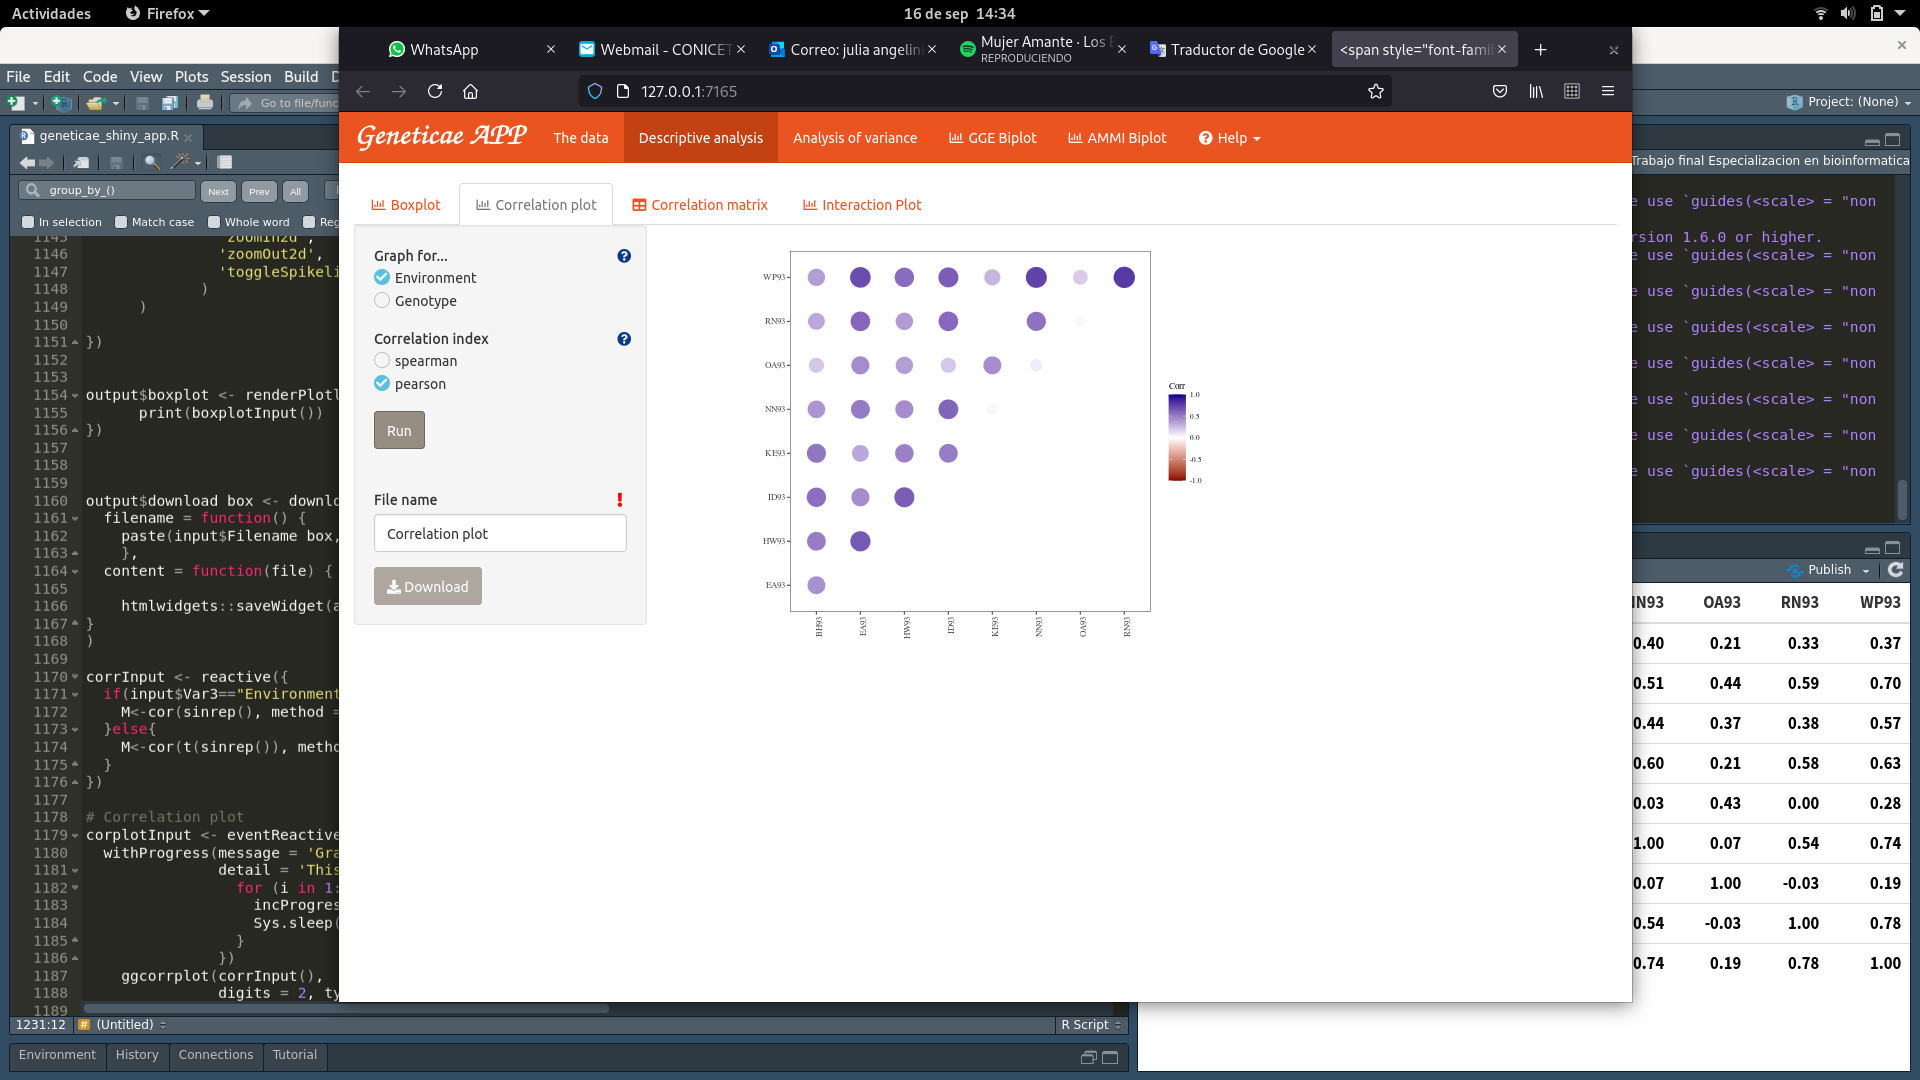 Actividades
Firefox
16 de sep 14:34
WhatsApp
Webmail - CONICET
Correo: julia angelin
Mujer Amante · Los
REPRODUCIENDO
Traductor de Google
<span style="font-famil
127.0.0.1:7165
File Edit Code View Plots Session Build D
Go to file/func
Project: (None)
geneticae_shiny_app.R
group_by_()
Next Prev All
In selection Match case Whole word Reg
Geneticae APP
The data
Descriptive analysis
Analysis of variance
GGE Biplot
AMMI Biplot
Help
Boxplot
Correlation plot
Correlation matrix
Interaction Plot
Graph for...
Environment
Genotype
Correlation index
spearman
pearson
Run
File name
!
Correlation plot
Download
WP93
RN93
OA93
NN93
KE93
ID93
HW93
EA93
BH93 EA93 HW93 ID93 KE93 NN93 OA93 RN93
Corr
1.0
0.5
0.0
-0.5
-1.0
1145 'zoomIn2d',
1146 'zoomOut2d',
1147 'toggleSpikeli
1148 )
1149 )
1150
1151 })
1152
1153
1154 output$boxplot <- renderPlotl
1155 print(boxplotInput())
1156 })
1157
1158
1159
1160 output$download box <- downlo
1161 filename = function() {
1162 paste(input$Filename box,
1163 },
1164 content = function(file) {
1165
1166 htmlwidgets::saveWidget(a
1167 }
1168 )
1169
1170 corrInput <- reactive({
1171 if(input$Var3=="Environment
1172 M<-cor(sinrep(), method =
1173 }else{
1174 M<-cor(t(sinrep()), metho
1175 }
1176 })
1177
1178 # Correlation plot
1179 corplotInput <- eventReactive
1180 withProgress(message = 'Gra
1181 detail = 'This
1182 for (i in 1:
1183 incProgres
1184 Sys.sleep(
1185 }
1186 })
1187 ggcorrplot(corrInput(),
1188 digits = 2, ty
1189
1231:12 (Untitled)
R Script
Environment History Connections Tutorial
Trabajo final Especializacion en bioinformatica
e use `guides(<scale> = "non
rsion 1.6.0 or higher.
e use `guides(<scale> = "non
e use `guides(<scale> = "non
e use `guides(<scale> = "non
e use `guides(<scale> = "non
e use `guides(<scale> = "non
e use `guides(<scale> = "non
e use `guides(<scale> = "non
Publish
NN93 OA93 RN93 WP93
0.40 0.21 0.33 0.37
0.51 0.44 0.59 0.70
0.44 0.37 0.38 0.57
0.60 0.21 0.58 0.63
0.03 0.43 0.00 0.28
1.00 0.07 0.54 0.74
0.07 1.00 -0.03 0.19
0.54 -0.03 1.00 0.78
0.74 0.19 0.78 1.00